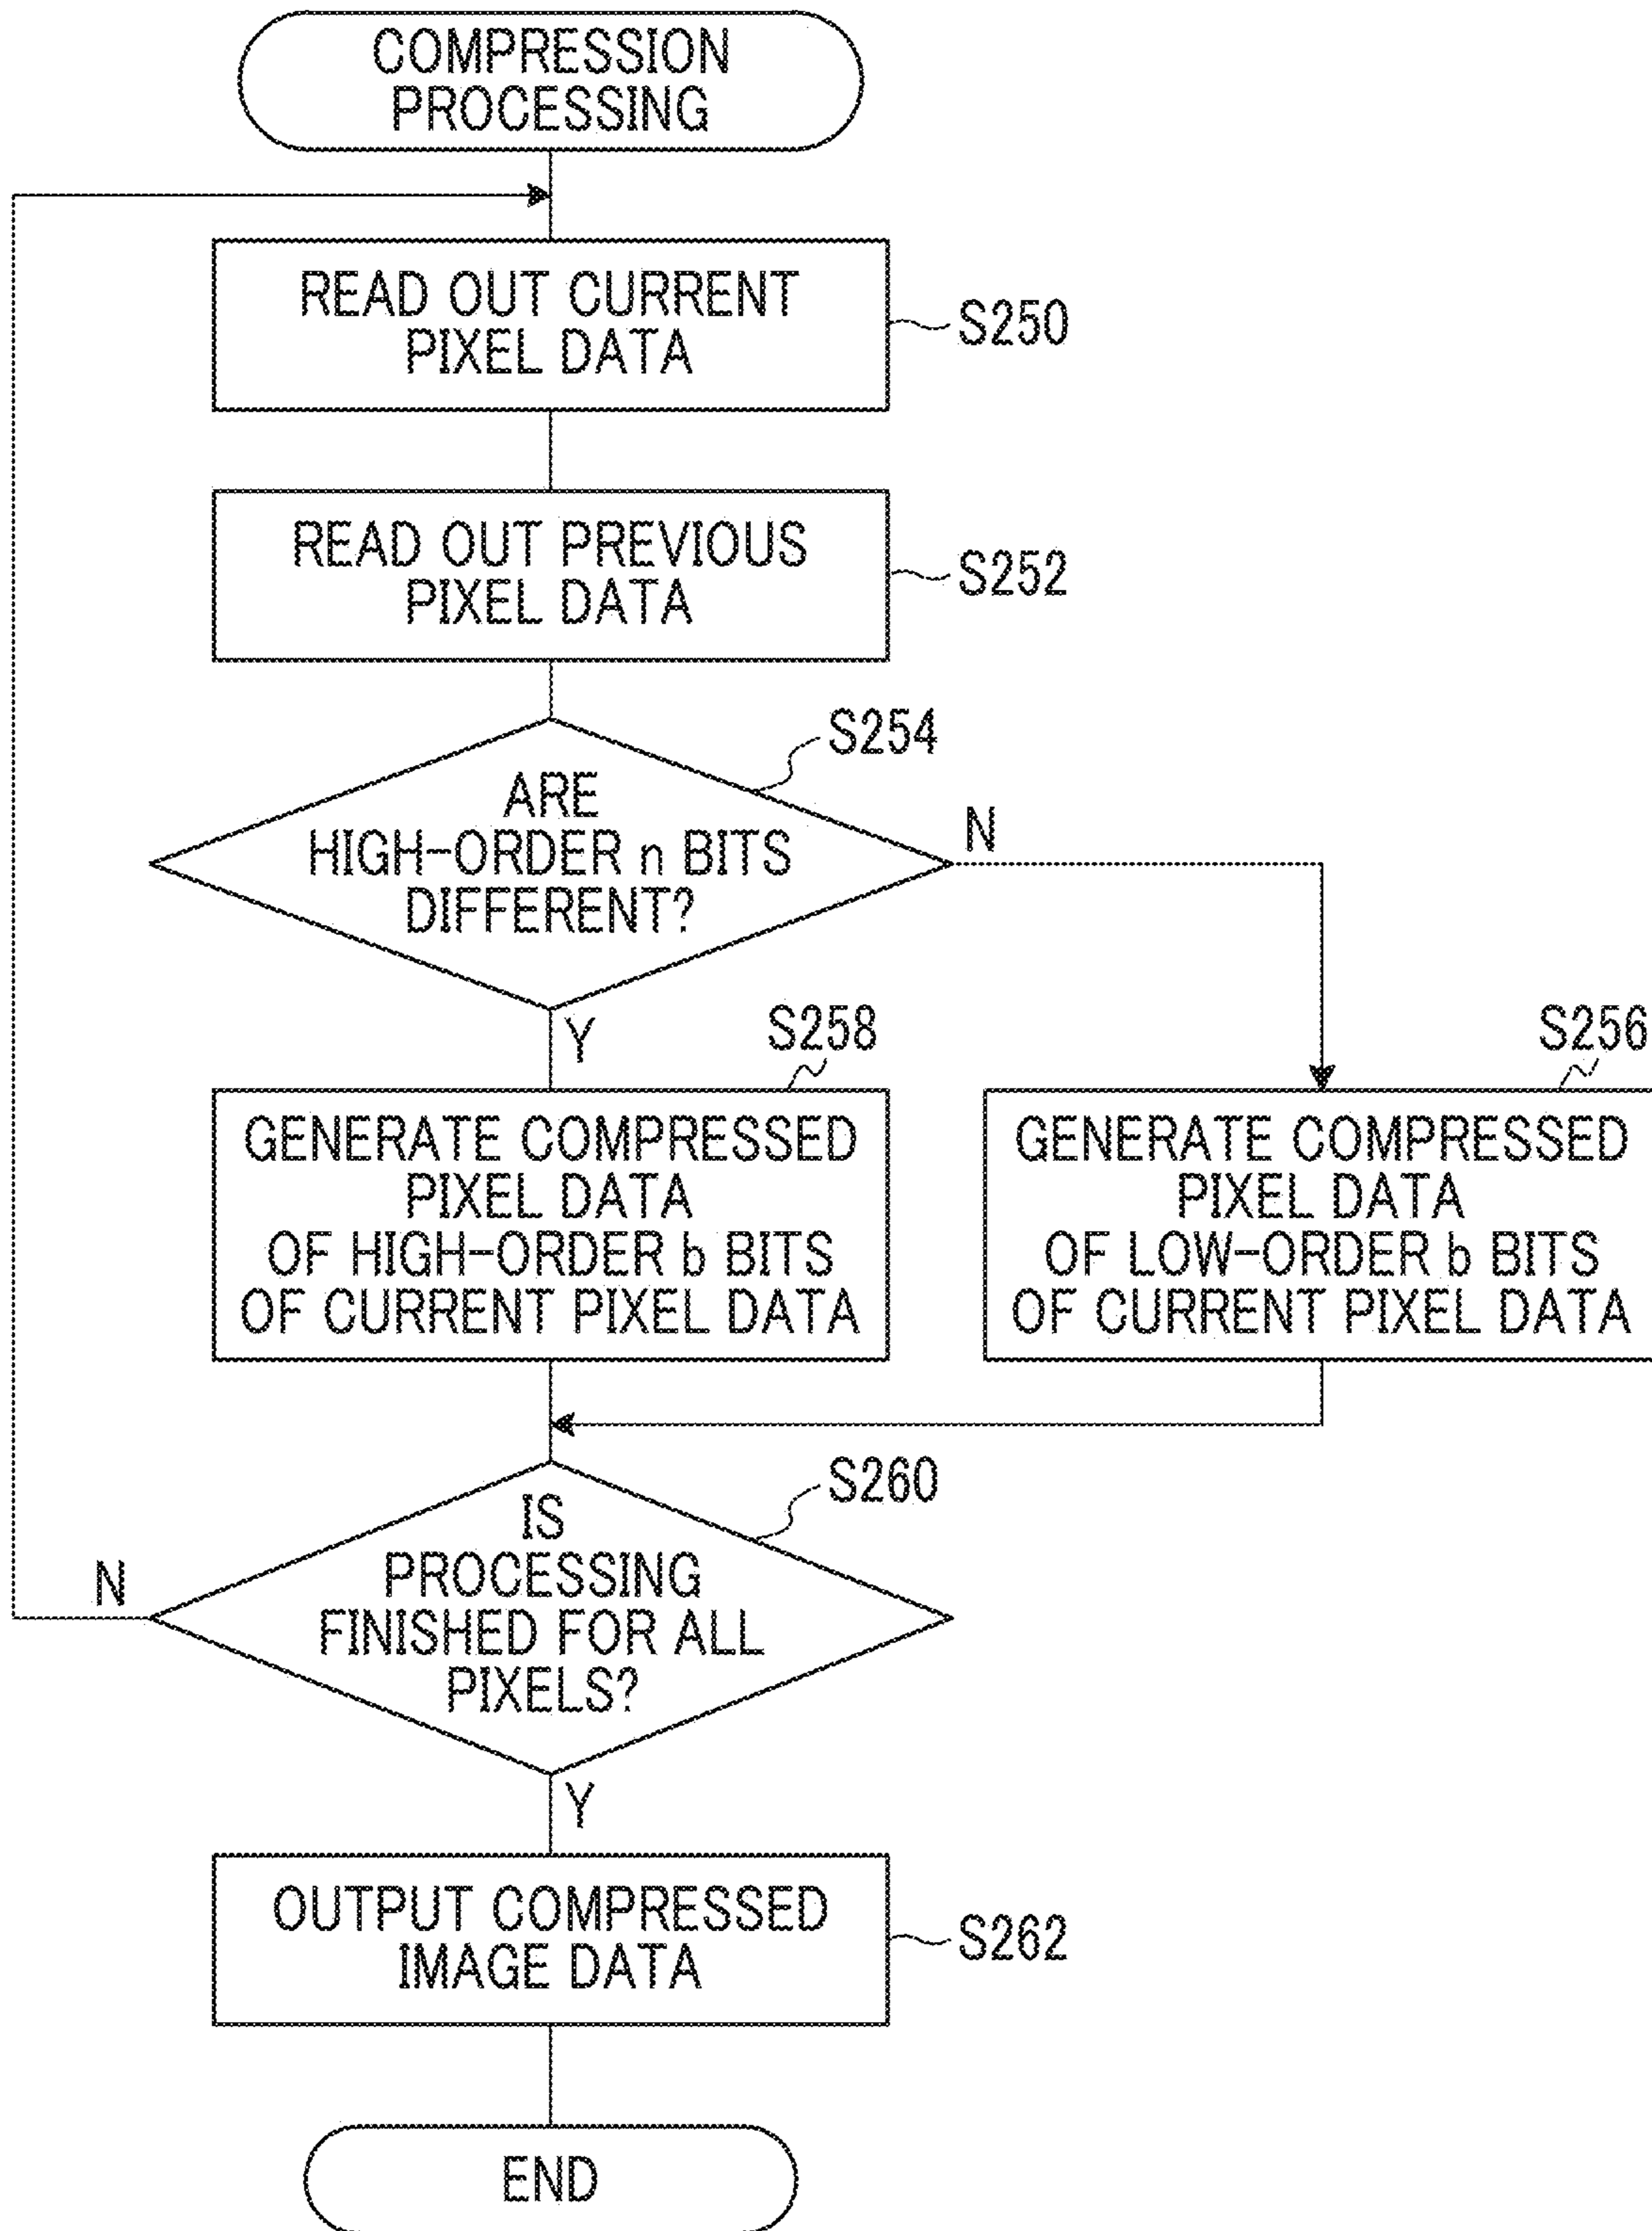 COMPRESSION
PROCESSING
READ OUT CURRENT
PIXEL DATA
S250
READ OUT PREVIOUS
PIXEL DATA
S252
S254
ARE
HIGH-ORDER n BITS
DIFFERENT?
N
Y
S258
S256
GENERATE COMPRESSED
PIXEL DATA
OF HIGH-ORDER b BITS
OF CURRENT PIXEL DATA
GENERATE COMPRESSED
PIXEL DATA
OF LOW-ORDER b BITS
OF CURRENT PIXEL DATA
S260
IS
PROCESSING
FINISHED FOR ALL
PIXELS?
N
Y
OUTPUT COMPRESSED
IMAGE DATA
S262
END